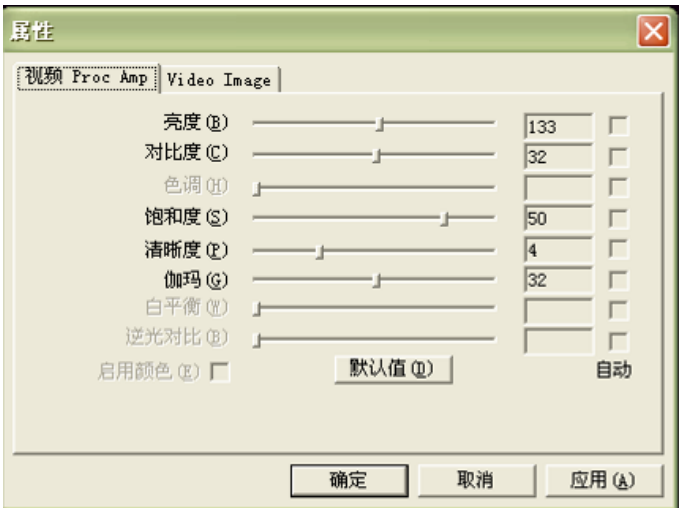 属性
视频 Proc Amp Video Image
亮度(B) 133
对比度(C) 32
色调(H)
饱和度(S) 50
清晰度(P) 4
伽玛(G) 32
白平衡(W)
逆光对比(B)
启用颜色(E) 默认值(D) 自动
确定 取消 应用(A)